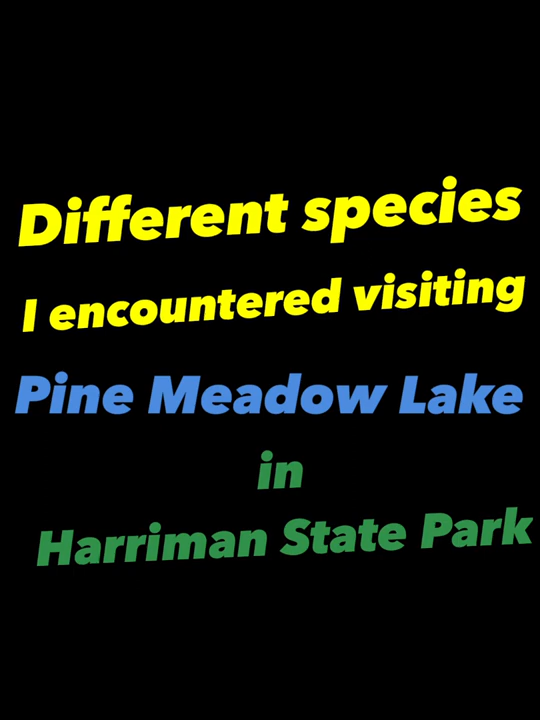 Different species
I encountered visiting
Pine Meadow Lake
in
Harriman State Park